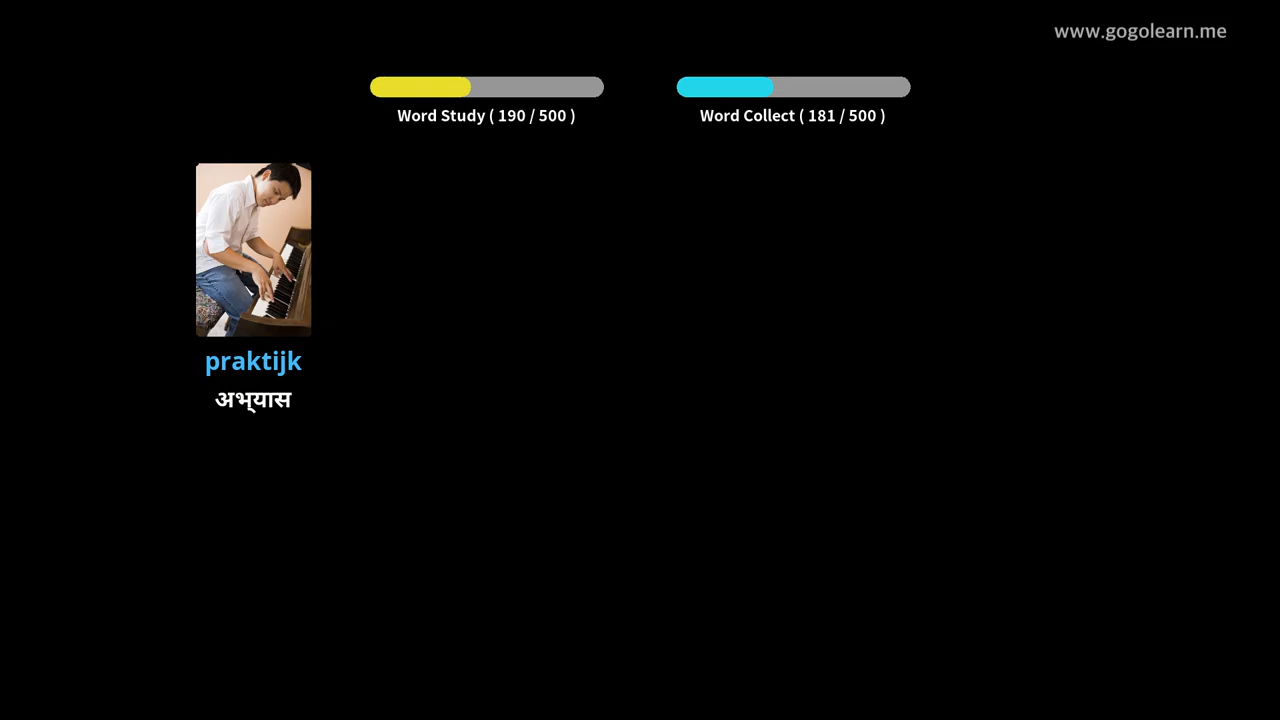 www.gogolearn.me
Word Study ( 190 / 500 )
Word Collect ( 181 / 500 )
praktijk
अभ्यास